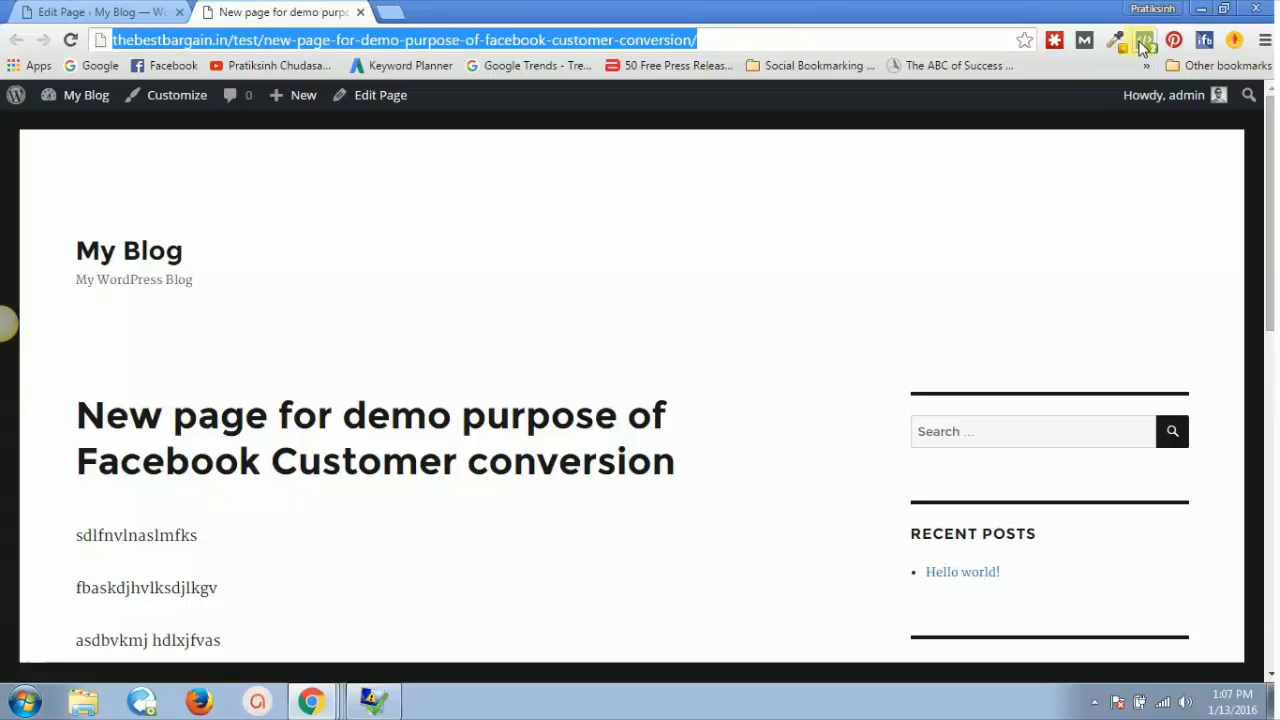 Edit Page ‹ My Blog — Wo
New page for demo purpo
Pratiksinh
thebestbargain.in/test/new-page-for-demo-purpose-of-facebook-customer-conversion/
Apps
Google
Facebook
Pratiksinh Chudasa...
Keyword Planner
Google Trends - Tre...
50 Free Press Releas...
Social Bookmarking ...
The ABC of Success ...
»
Other bookmarks
My Blog
Customize
0
New
Edit Page
Howdy, admin
My Blog
My WordPress Blog
New page for demo purpose of
Facebook Customer conversion
Search ...
sdlfnvlnaslmfks
RECENT POSTS
Hello world!
fbaskdjhvlksdjlkgv
asdbvkmj hdlxjfvas
1:07 PM
1/13/2016